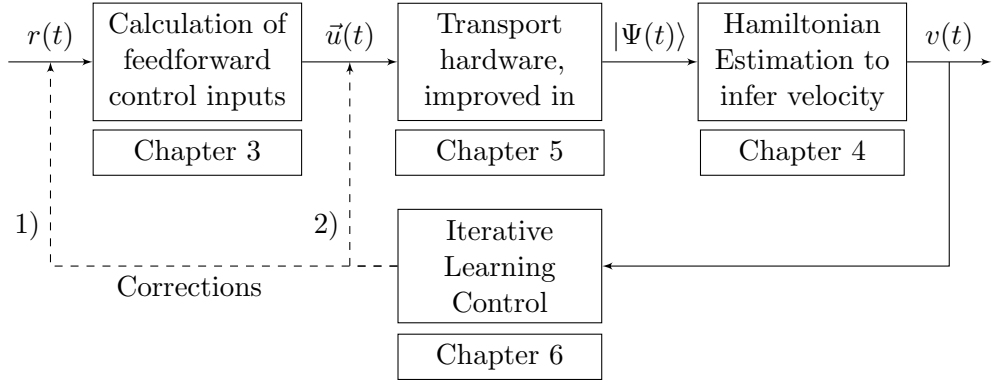 r(t)
Calculation of
feedforward
control inputs
Chapter 3
u⃗(t)
Transport
hardware,
improved in
Chapter 5
|Ψ(t)⟩
Hamiltonian
Estimation to
infer velocity
Chapter 4
v(t)
1)
2)
Corrections
Iterative
Learning
Control
Chapter 6